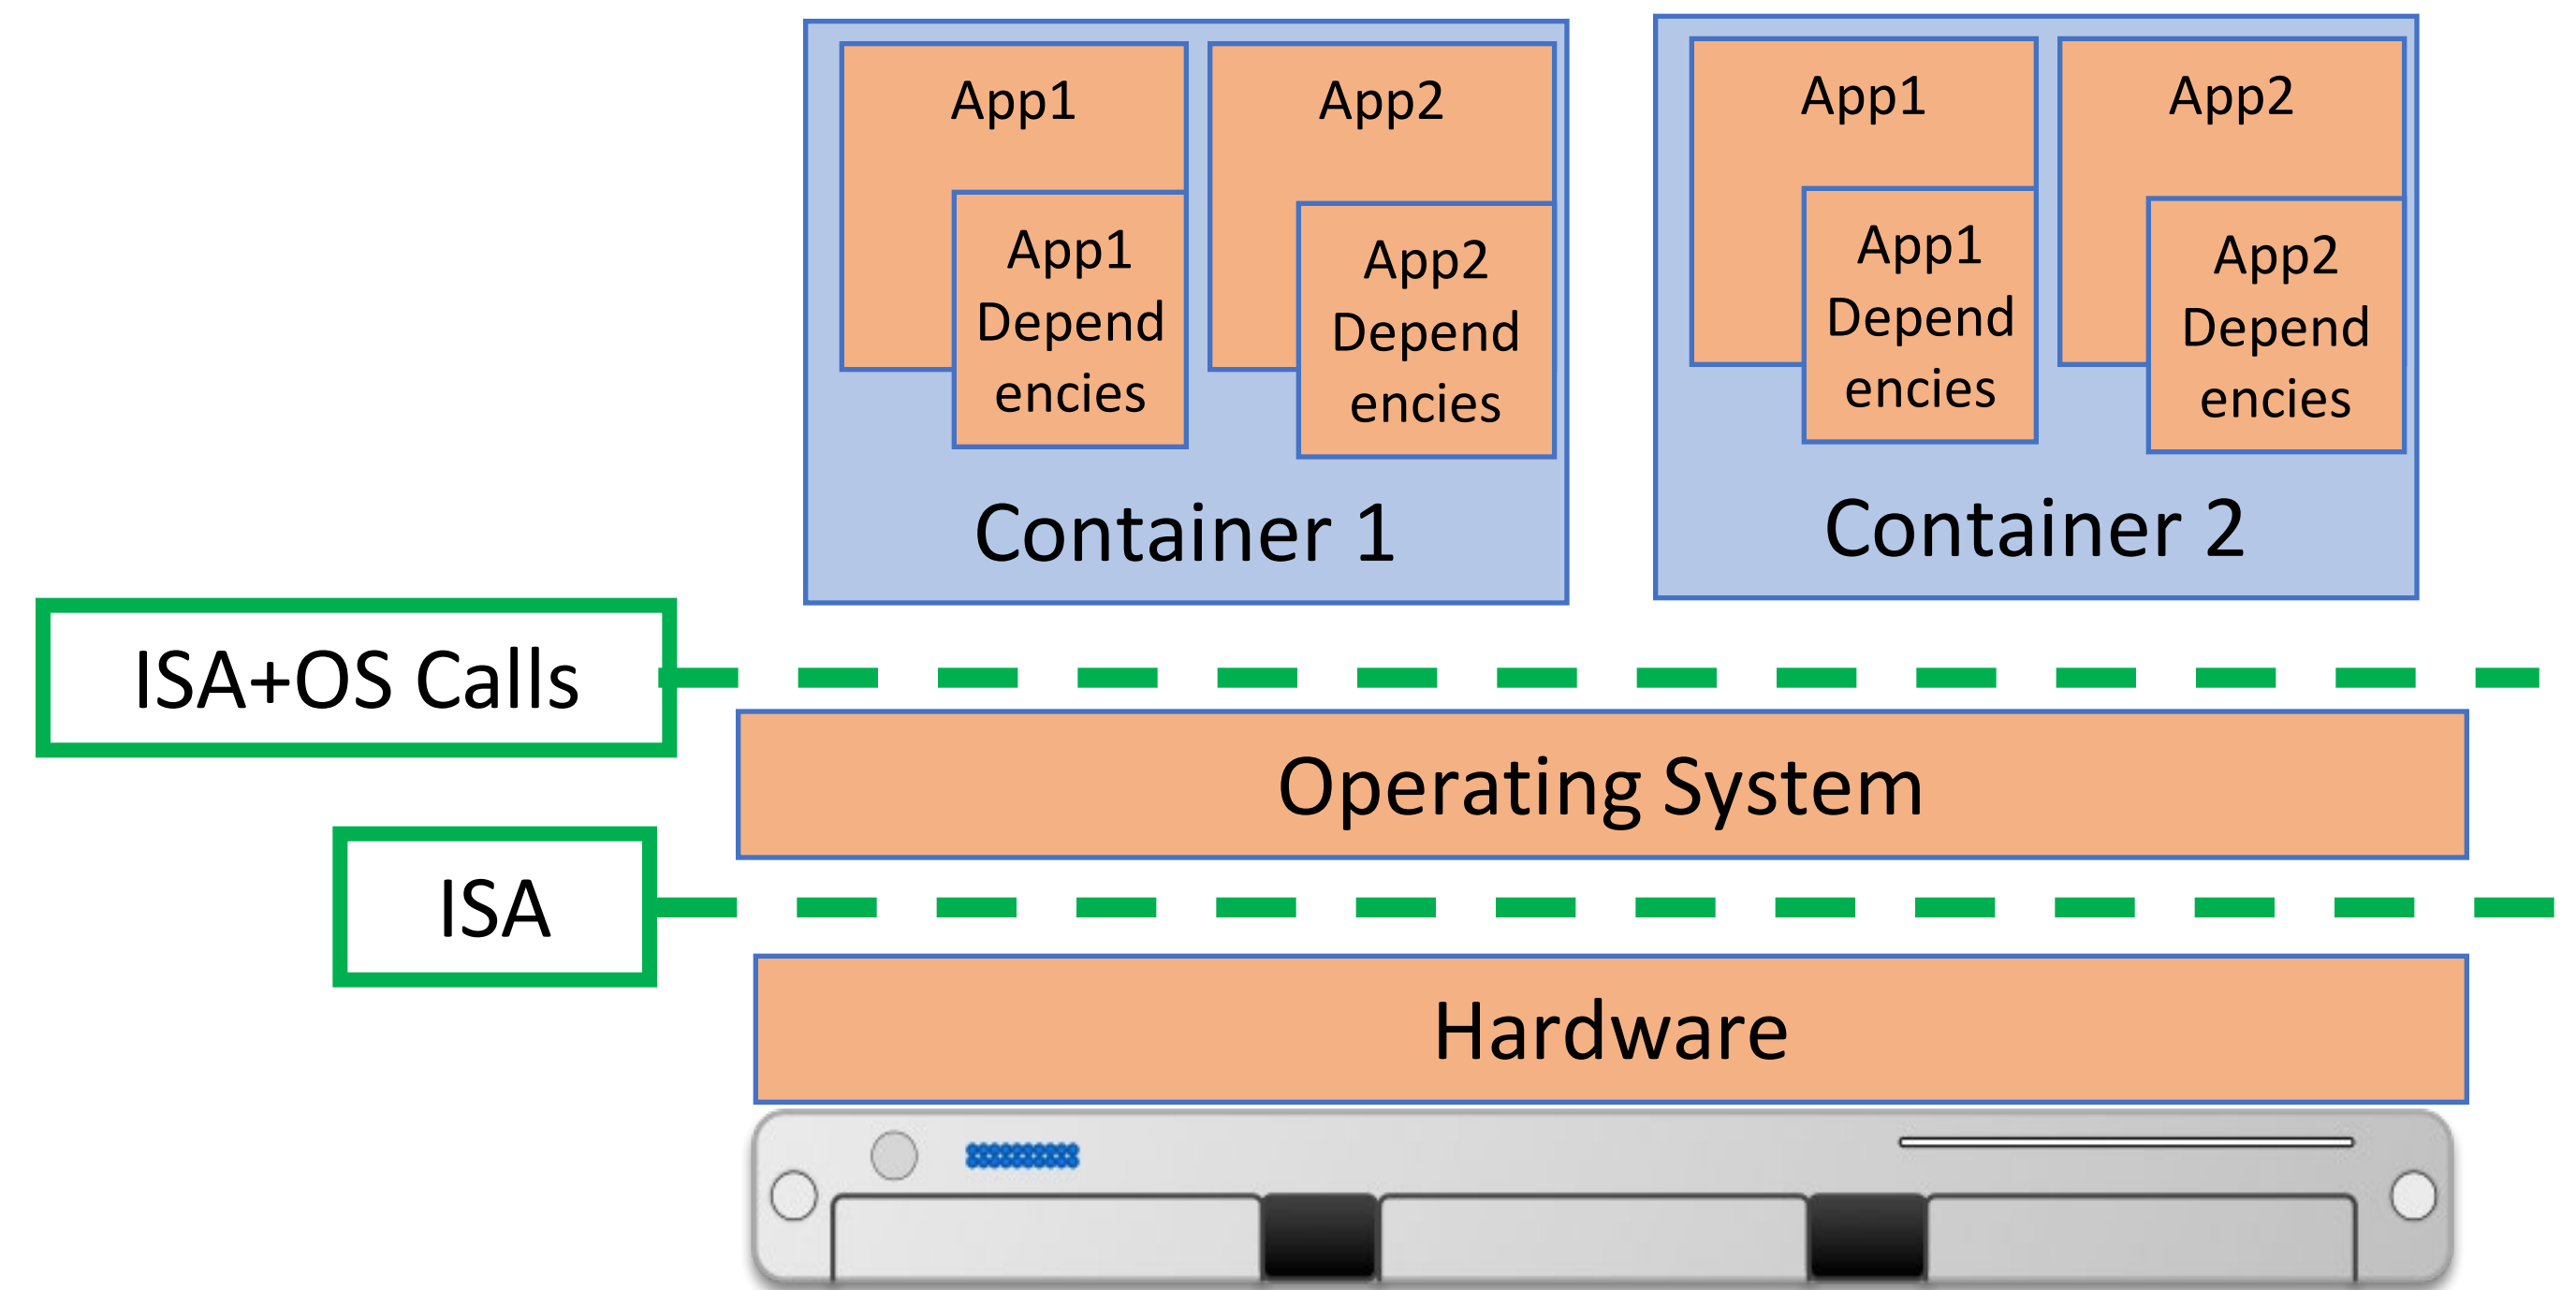 App1
App1
Depend
encies
App2
App2
Depend
encies
Container 1
App1
App1
Depend
encies
App2
App2
Depend
encies
Container 2
ISA+OS Calls
Operating System
ISA
Hardware